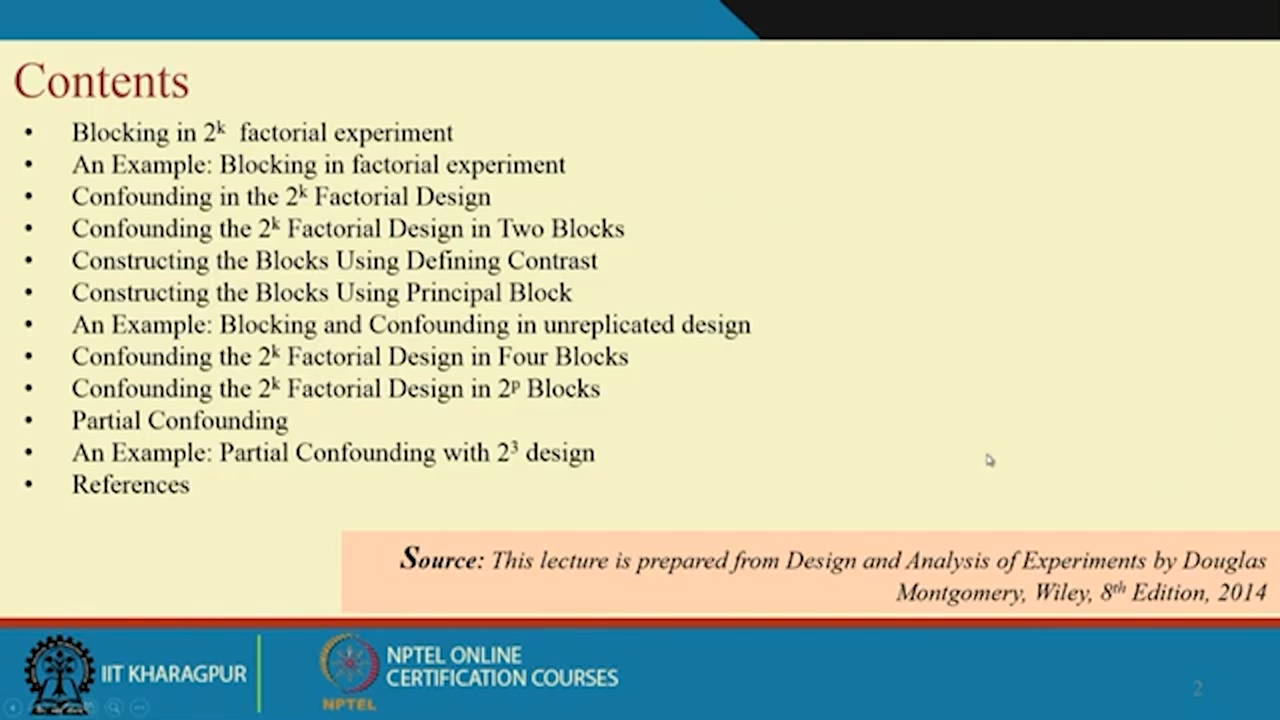 Contents
• Blocking in 2ᵏ factorial experiment
• An Example: Blocking in factorial experiment
• Confounding in the 2ᵏ Factorial Design
• Confounding the 2ᵏ Factorial Design in Two Blocks
• Constructing the Blocks Using Defining Contrast
• Constructing the Blocks Using Principal Block
• An Example: Blocking and Confounding in unreplicated design
• Confounding the 2ᵏ Factorial Design in Four Blocks
• Confounding the 2ᵏ Factorial Design in 2ᵖ Blocks
• Partial Confounding
• An Example: Partial Confounding with 2³ design
• References
Source: This lecture is prepared from Design and Analysis of Experiments by Douglas
Montgomery, Wiley, 8ᵗʰ Edition, 2014
IIT KHARAGPUR
NPTEL ONLINE
CERTIFICATION COURSES
NPTEL
2